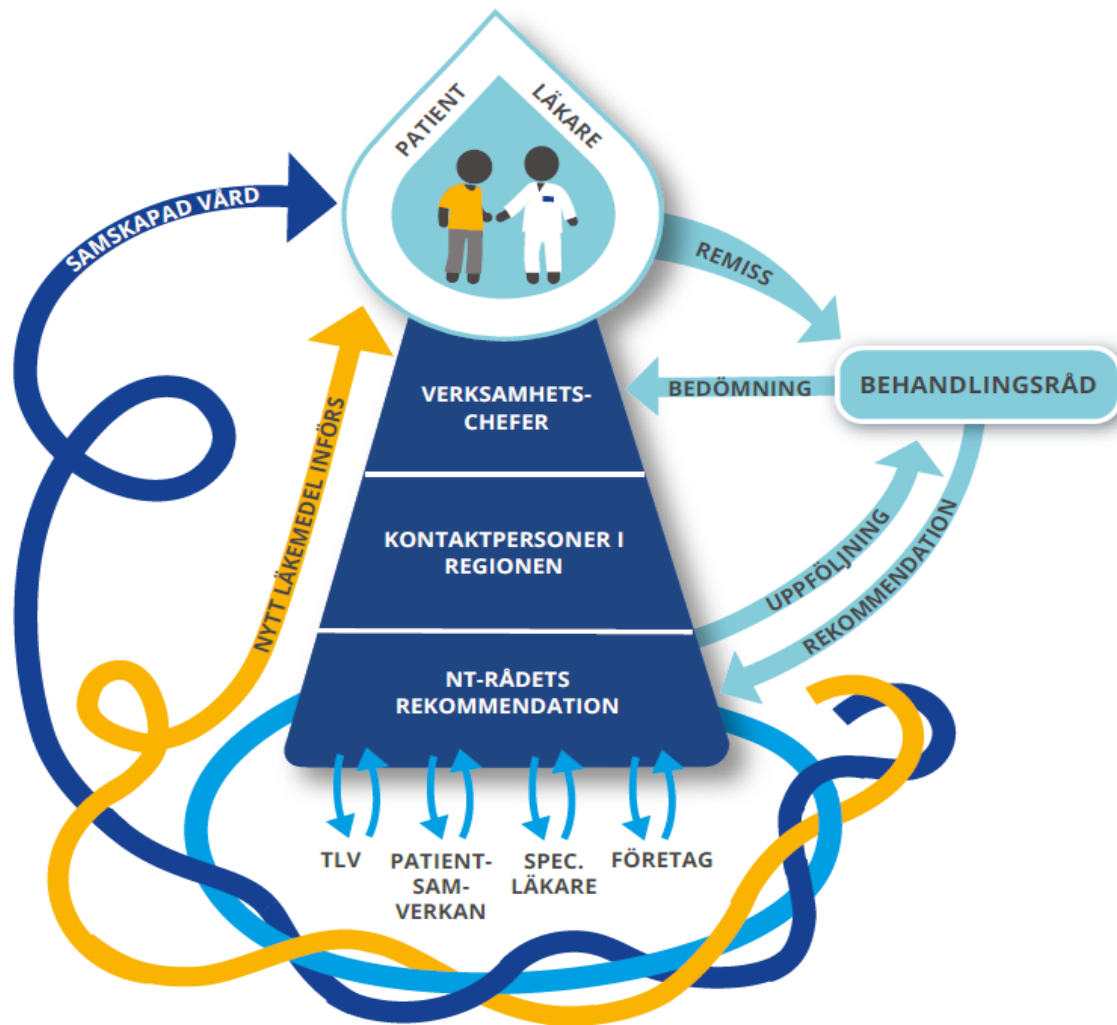 PATIENT
LÄKARE
SAMSKAPAD VÅRD
REMISS
NYTT LÄKEMEDEL INFÖRS
VERKSAMHETS-
CHEFER
BEDÖMNING
BEHANDLINGSRÅD
KONTAKTPERSONER I
REGIONEN
UPPFÖLJNING
REKOMMENDATION
NT-RÅDETS
REKOMMENDATION
TLV
PATIENT-
SAM-
VERKAN
SPEC.
LÄKARE
FÖRETAG